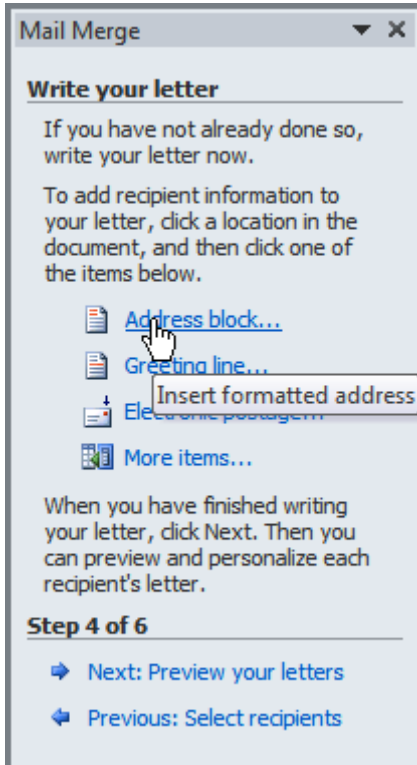 Mail Merge
Write your letter
If you have not already done so,
write your letter now.
To add recipient information to
your letter, click a location in the
document, and then click one of
the items below.
Address block...
Greeting line...
Insert formatted address
Electronic postage...
More items...
When you have finished writing
your letter, click Next. Then you
can preview and personalize each
recipient's letter.
Step 4 of 6
Next: Preview your letters
Previous: Select recipients